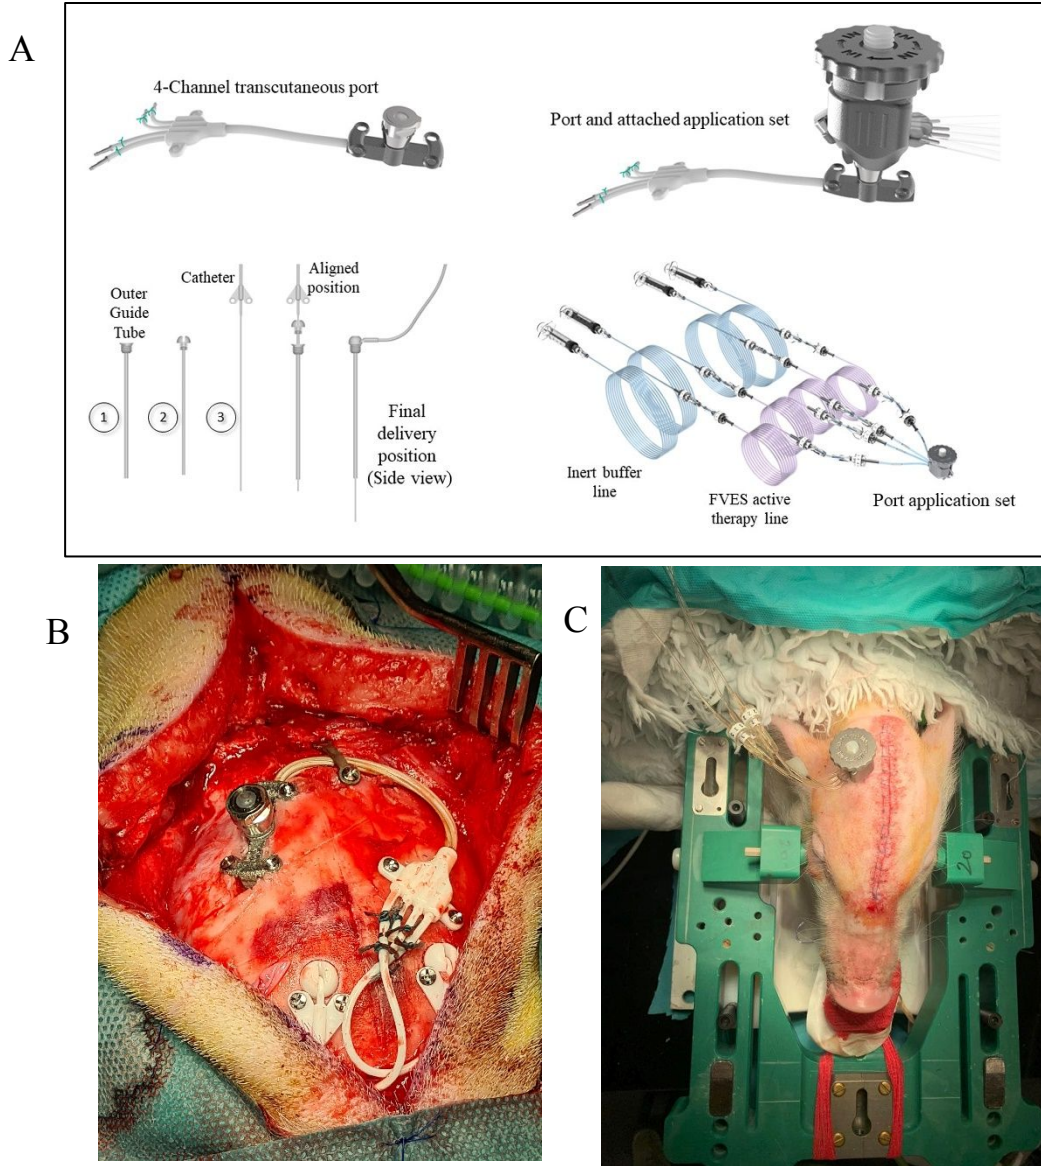 A
4-Channel transcutaneous port
Port and attached application set
Catheter
Aligned
position
Outer
Guide
Tube
1
2
3
Final
delivery
position
(Side view)
Inert buffer
line
FVES active
therapy line
Port application set
B
C
20